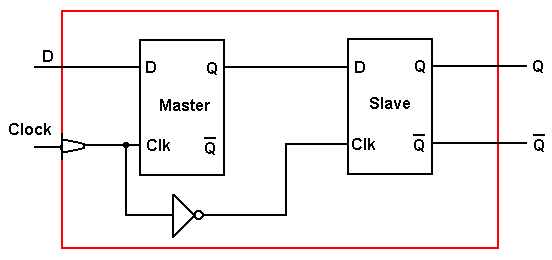 D
D Q D Q Q
Master Slave
Clock Clk Q̅ Clk Q̅ Q̅